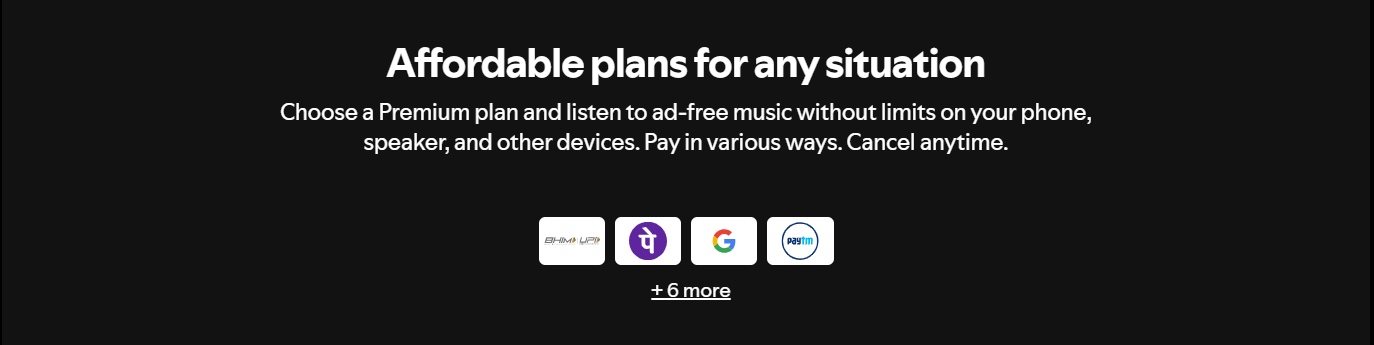 Affordable plans for any situation
Choose a Premium plan and listen to ad-free music without limits on your phone,
speaker, and other devices. Pay in various ways. Cancel anytime.
BHIM UPI पे G paytm
+ 6 more